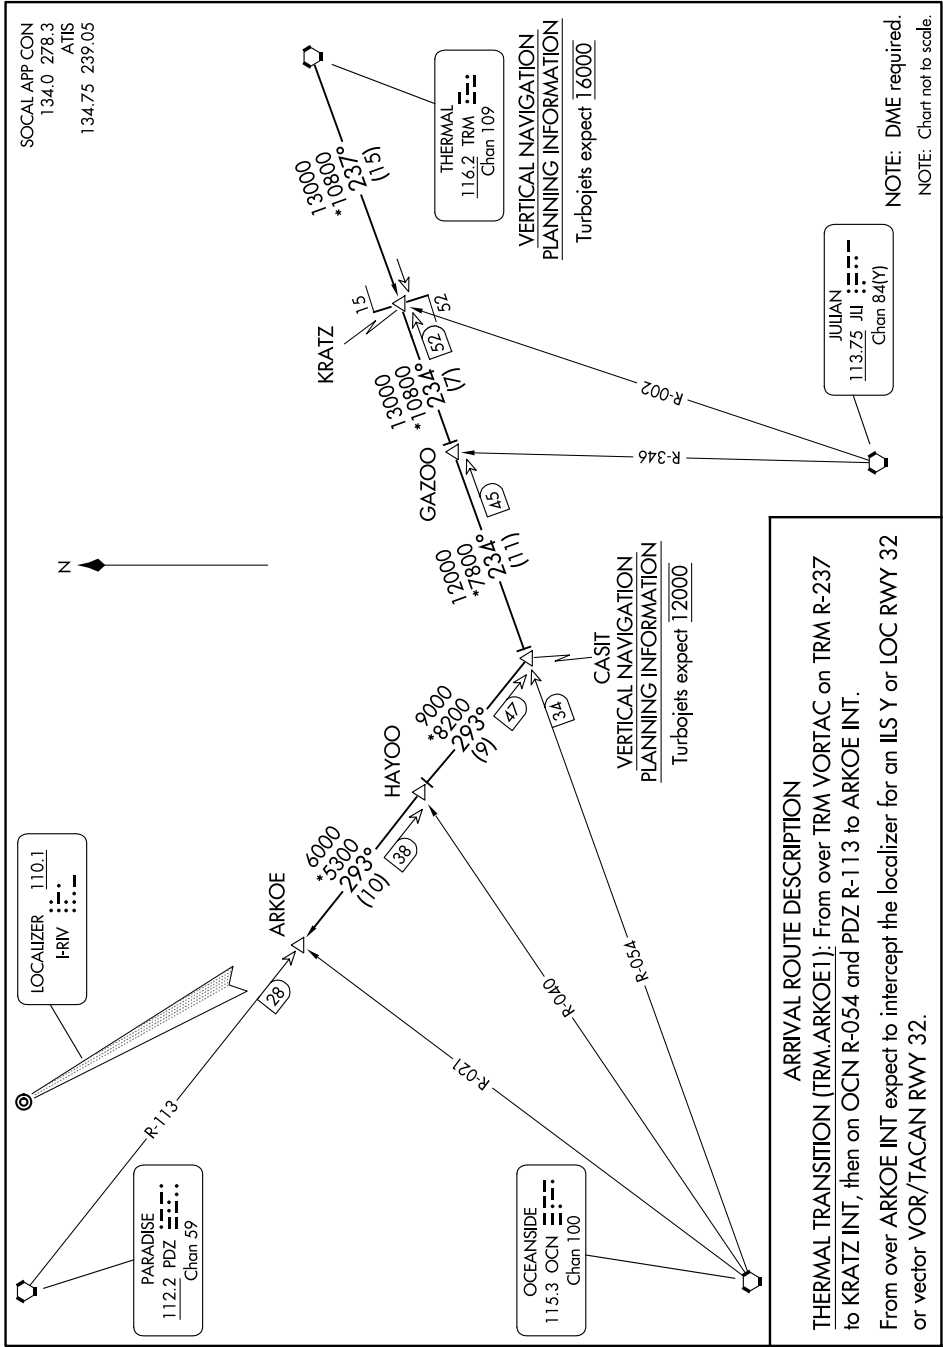 SOCAL APP CON
134.0 278.3
ATIS
134.75 239.05
LOCALIZER 110.1
I-RIV
PARADISE
112.2 PDZ
Chan 59
R-113
28
ARKOE
6000
*5300
293°
(10)
38
HAYOO
9000
*8200
293°
(9)
47
34
CASIT
VERTICAL NAVIGATION
PLANNING INFORMATION
Turbojets expect 12000
N
12000
*7800
234°
(11)
45
GAZOO
13000
*10800
234°
(7)
52
52
15
KRATZ
13000
*10800
237°
(15)
THERMAL
116.2 TRM
Chan 109
VERTICAL NAVIGATION
PLANNING INFORMATION
Turbojets expect 16000
R-021
R-040
R-054
OCEANSIDE
115.3 OCN
Chan 100
R-346
R-002
JULIAN
113.75 JLI
Chan 84(Y)
NOTE: DME required.
NOTE: Chart not to scale.
ARRIVAL ROUTE DESCRIPTION
THERMAL TRANSITION (TRM.ARKOE1): From over TRM VORTAC on TRM R-237
to KRATZ INT, then on OCN R-054 and PDZ R-113 to ARKOE INT.
From over ARKOE INT expect to intercept the localizer for an ILS Y or LOC RWY 32
or vector VOR/TACAN RWY 32.